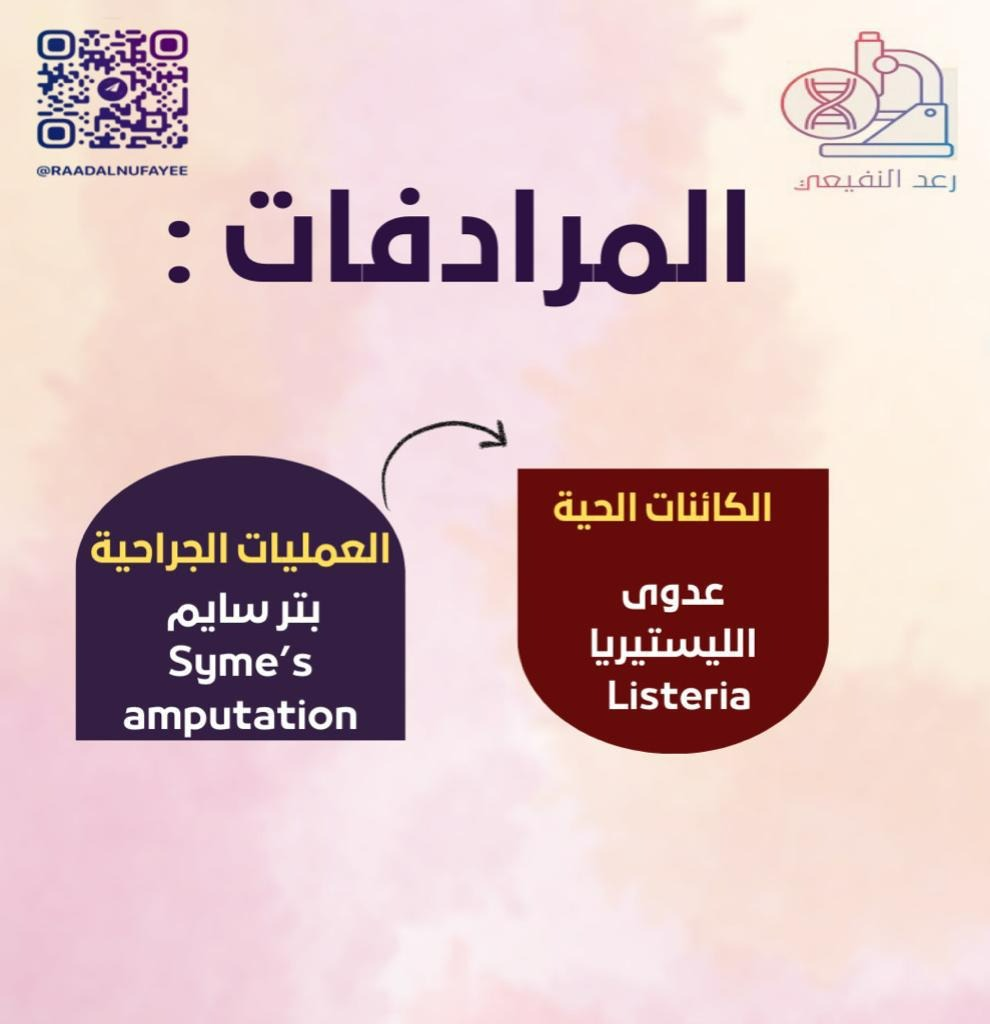 @RAADALNUFAYEE
رعد النفيعي
المرادفات :
الكائنات الحية
عدوى
الليستيريا
Listeria
العمليات الجراحية
بتر سايم
Syme’s
amputation